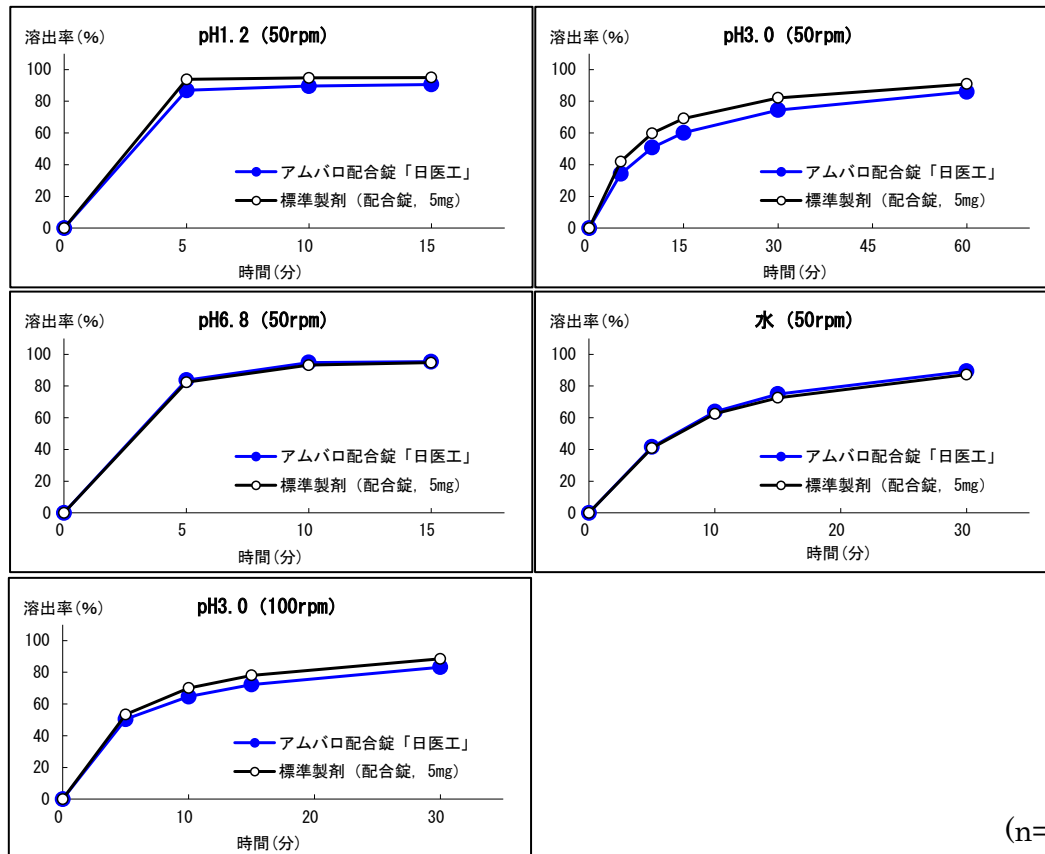 溶出率(%)
pH1.2 (50rpm)
100
80
60
40
20
0
アムバロ配合錠「日医工」
標準製剤 (配合錠, 5mg)
0
5
10
15
時間(分)
溶出率(%)
pH3.0 (50rpm)
100
80
60
40
20
0
アムバロ配合錠「日医工」
標準製剤 (配合錠, 5mg)
0
15
30
45
60
時間(分)
溶出率(%)
pH6.8 (50rpm)
100
80
60
40
20
0
アムバロ配合錠「日医工」
標準製剤 (配合錠, 5mg)
0
5
10
15
時間(分)
溶出率(%)
水 (50rpm)
100
80
60
40
20
0
アムバロ配合錠「日医工」
標準製剤 (配合錠, 5mg)
0
10
20
30
時間(分)
溶出率(%)
pH3.0 (100rpm)
100
80
60
40
20
0
アムバロ配合錠「日医工」
標準製剤 (配合錠, 5mg)
0
10
20
30
時間(分)
(n=